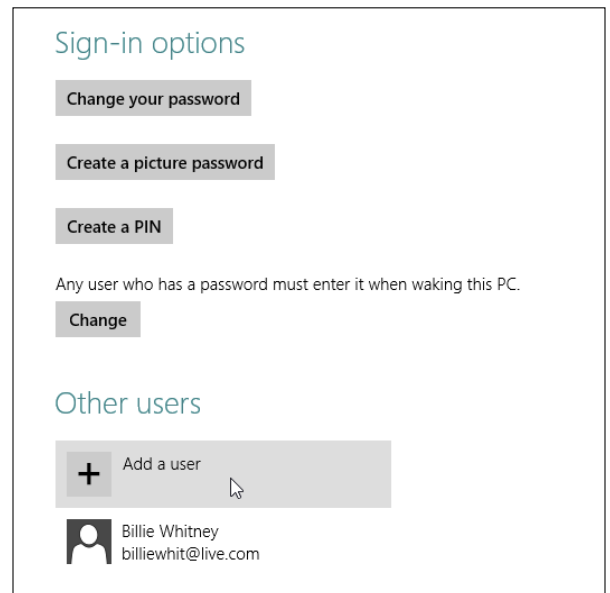 Sign-in options
Change your password
Create a picture password
Create a PIN
Any user who has a password must enter it when waking this PC.
Change
Other users
Add a user
Billie Whitney
billiewhit@live.com